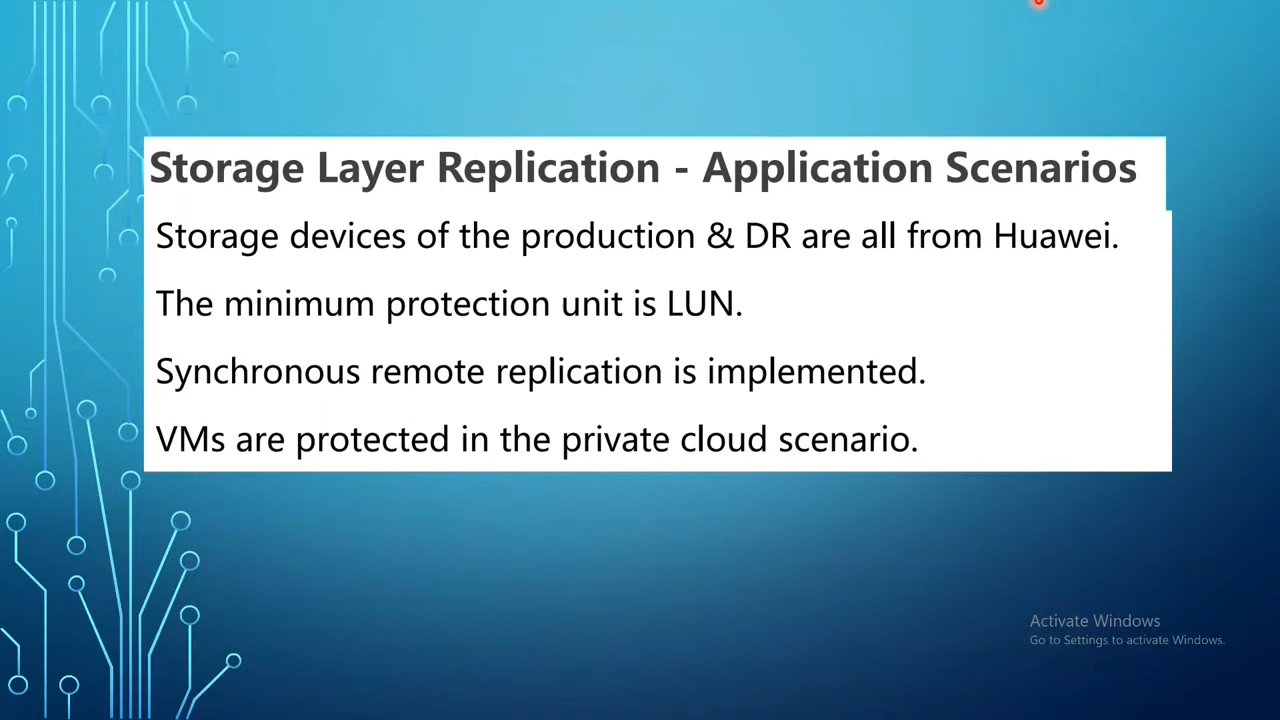 Storage Layer Replication - Application Scenarios
Storage devices of the production & DR are all from Huawei.
The minimum protection unit is LUN.
Synchronous remote replication is implemented.
VMs are protected in the private cloud scenario.
Activate Windows
Go to Settings to activate Windows.